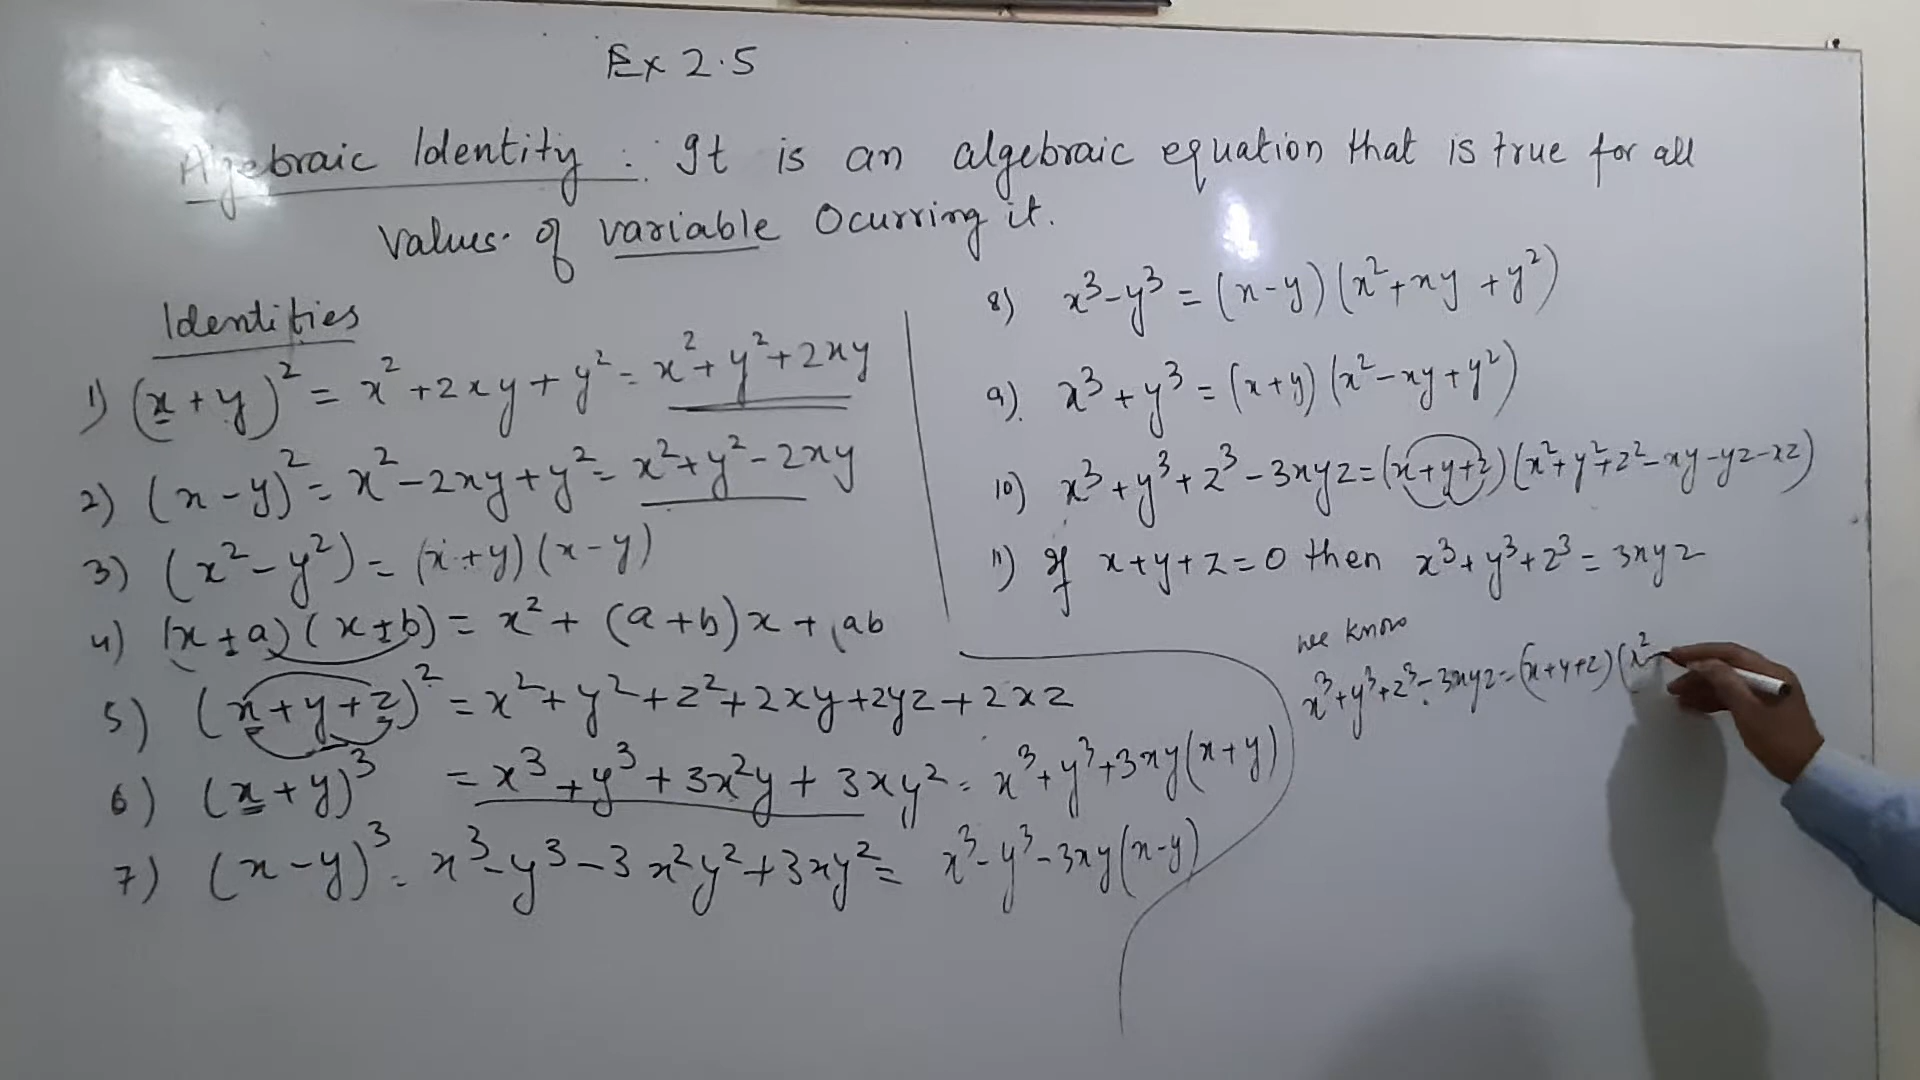 Ex 2.5
Algebraic Identity : It is an algebraic equation that is true for all
Values of variable Ocurring it.
Identities
1) (x+y)² = x²+2xy+y² = x²+y²+2xy
2) (x-y)² = x²-2xy+y² = x²+y²-2xy
3) (x²-y²) = (x+y)(x-y)
4) (x±a)(x±b) = x²+(a+b)x+ab
5) (x+y+z)² = x²+y²+z²+2xy+2yz+2xz
6) (x+y)³ = x³+y³+3x²y+3xy² = x³+y³+3xy(x+y)
7) (x-y)³ = x³-y³-3x²y²+3xy² = x³-y³-3xy(x-y)
8) x³-y³ = (x-y)(x²+xy+y²)
9) x³+y³ = (x+y)(x²-xy+y²)
10) x³+y³+z³-3xyz = (x+y+z)(x²+y²+z²-xy-yz-xz)
11) If x+y+z=0 then x³+y³+z³=3xyz
we know
x³+y³+z³-3xyz = (x+y+z)(x²